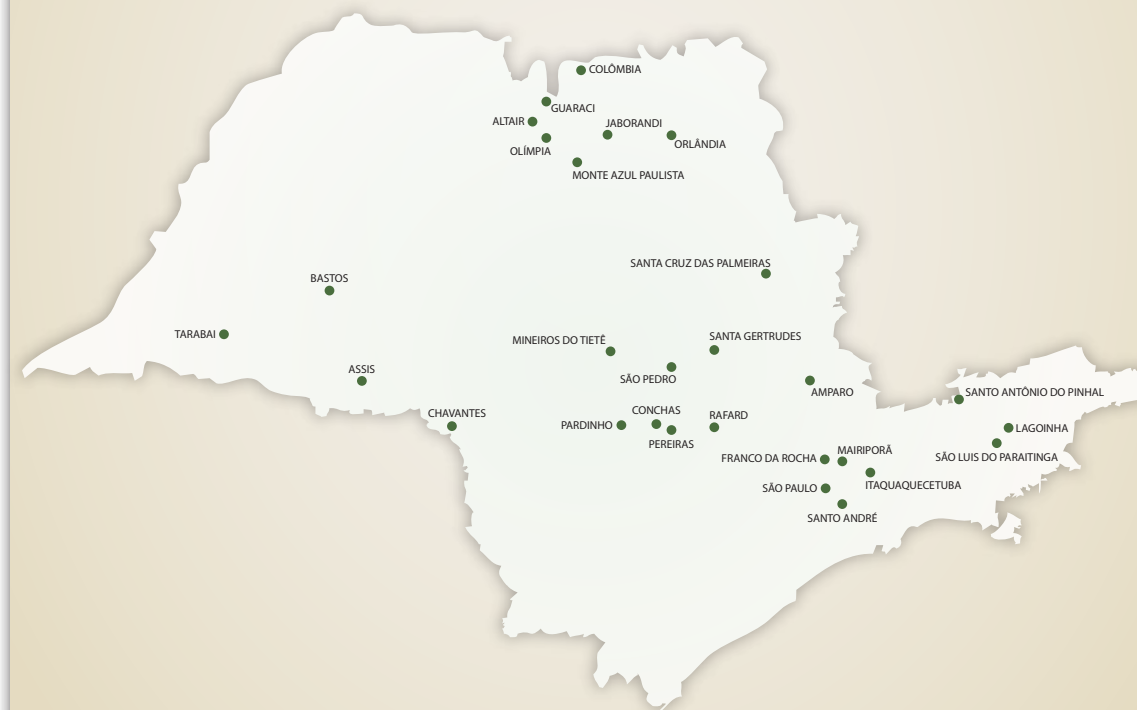 COLÔMBIA
GUARACI
ALTAIR
JABORANDI
ORLÂNDIA
OLÍMPIA
MONTE AZUL PAULISTA
SANTA CRUZ DAS PALMEIRAS
BASTOS
TARABAI
MINEIROS DO TIETÊ
SANTA GERTRUDES
ASSIS
SÃO PEDRO
AMPARO
SANTO ANTÔNIO DO PINHAL
CHAVANTES
CONCHAS
RAFARD
PARDINHO
LAGOINHA
PEREIRAS
MAIRIPORÃ
FRANCO DA ROCHA
SÃO LUIS DO PARAITINGA
ITAQUAQUECETUBA
SÃO PAULO
SANTO ANDRÉ